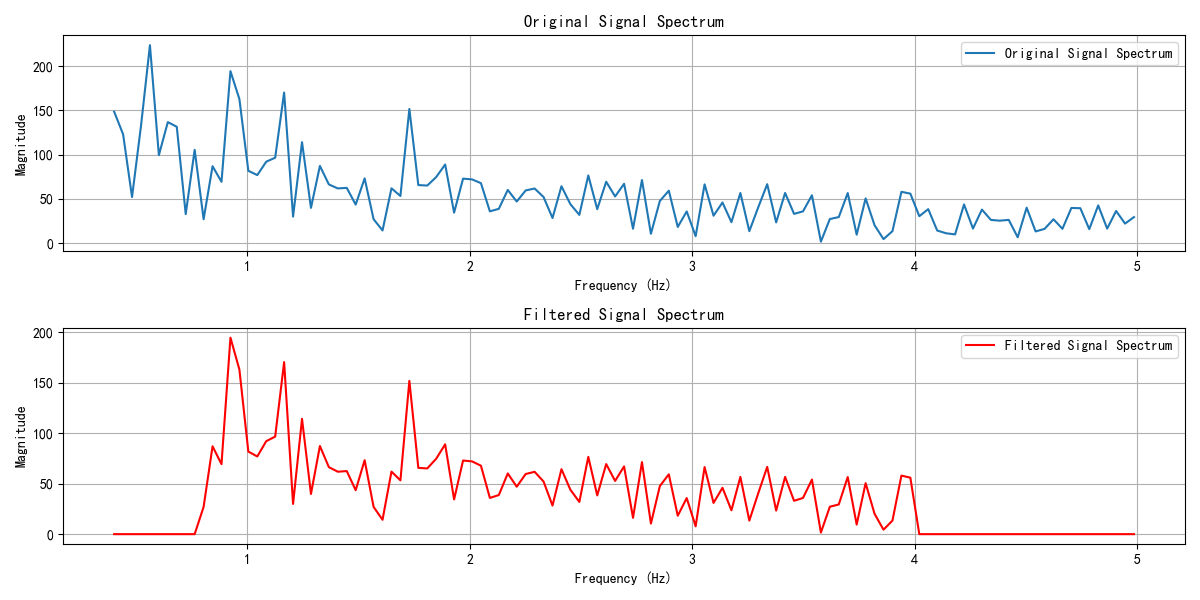 Original Signal Spectrum
Original Signal Spectrum
Magnitude
200
150
100
50
0
1 2 3 4 5
Frequency (Hz)
Filtered Signal Spectrum
Filtered Signal Spectrum
Magnitude
200
150
100
50
0
1 2 3 4 5
Frequency (Hz)